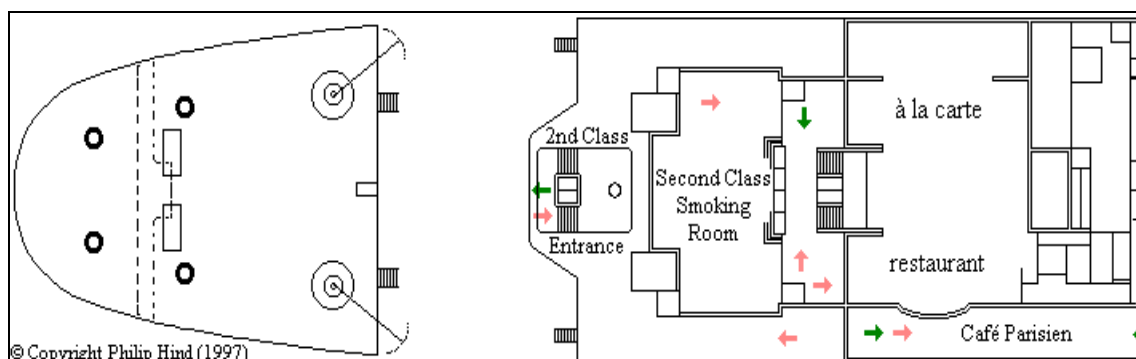 2nd Class
Entrance
Second Class
Smoking
Room
à la carte
restaurant
Café Parisien
© Copyright Philip Hind (1997)